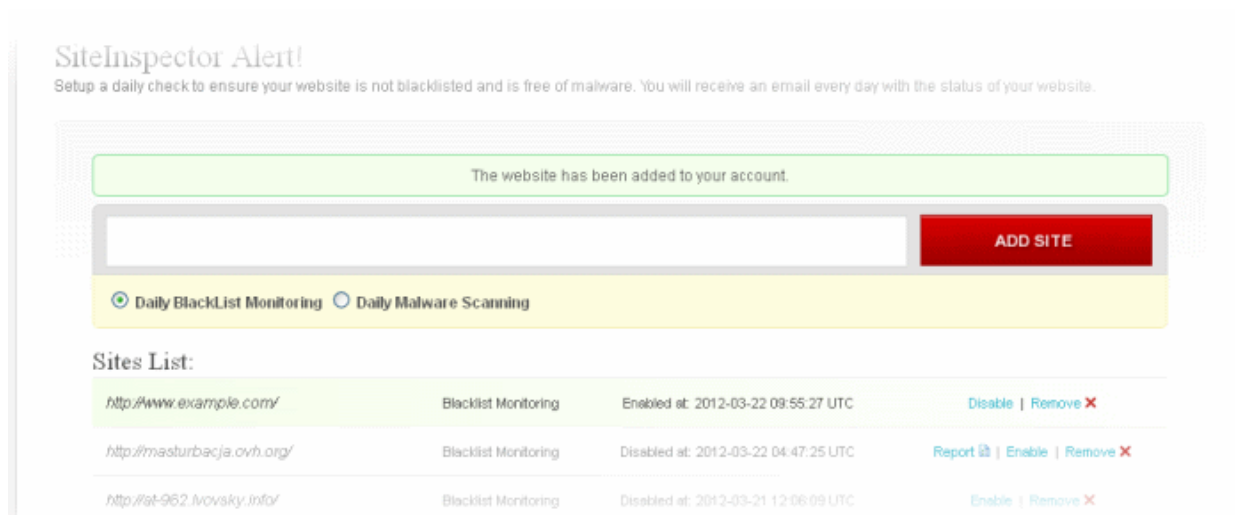 SiteInspector Alert!
Setup a daily check to ensure your website is not blacklisted and is free of malware. You will receive an email every day with the status of your website.
The website has been added to your account.
ADD SITE
Daily BlackList Monitoring Daily Malware Scanning
Sites List:
http://www.example.com/ Blacklist Monitoring Enabled at: 2012-03-22 09:55:27 UTC Disable | Remove
http://masturbacja.ovh.org/ Blacklist Monitoring Disabled at: 2012-03-22 04:47:25 UTC Report | Enable | Remove
http://at-962.lvovsky.info/ Blacklist Monitoring Disabled at: 2012-03-21 12:06:09 UTC Enable | Remove